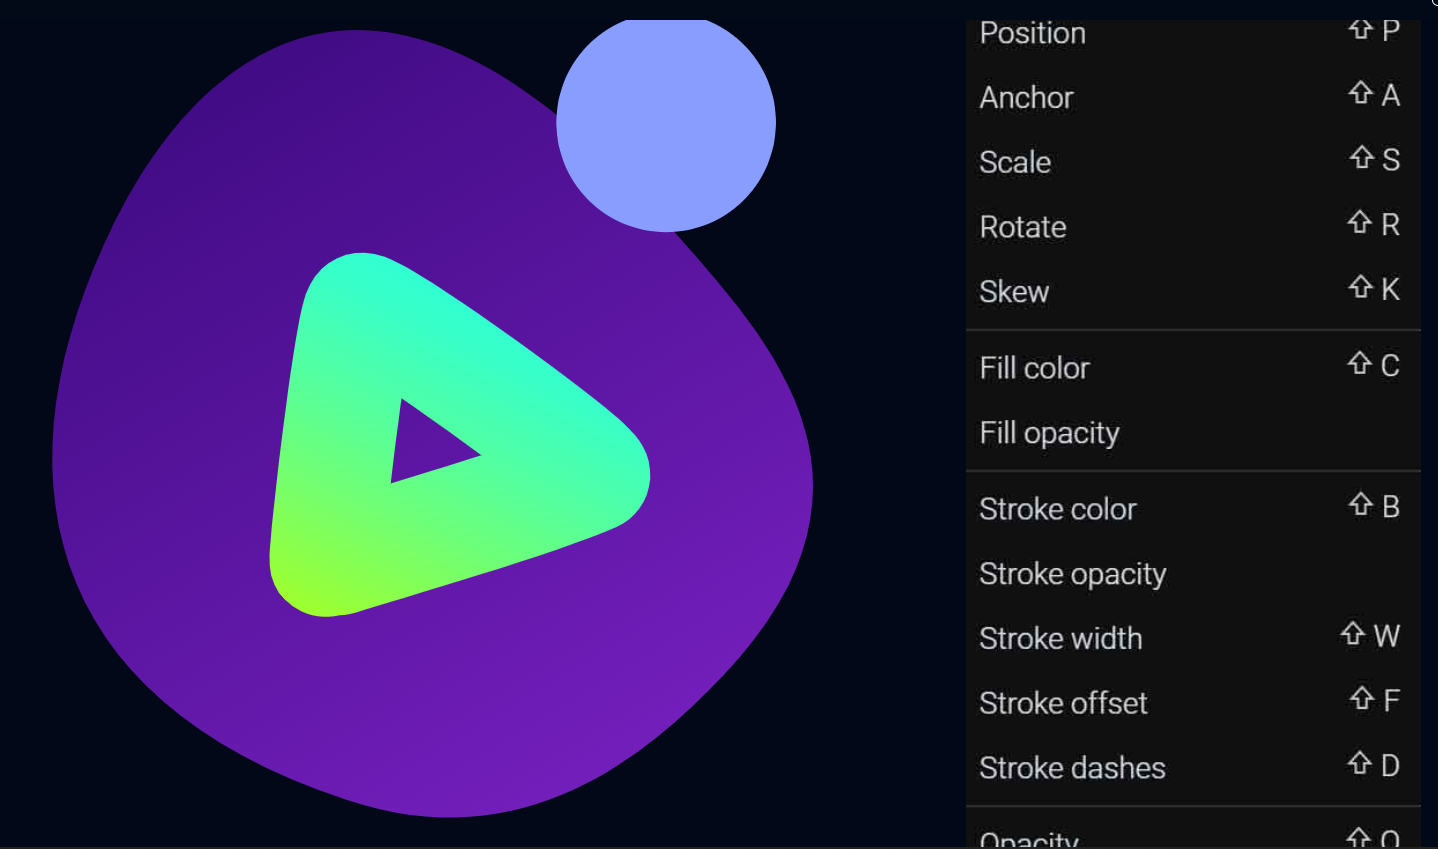 Position ⇧ P
Anchor ⇧ A
Scale ⇧ S
Rotate ⇧ R
Skew ⇧ K
Fill color ⇧ C
Fill opacity
Stroke color ⇧ B
Stroke opacity
Stroke width ⇧ W
Stroke offset ⇧ F
Stroke dashes ⇧ D
Opacity ⇧ O